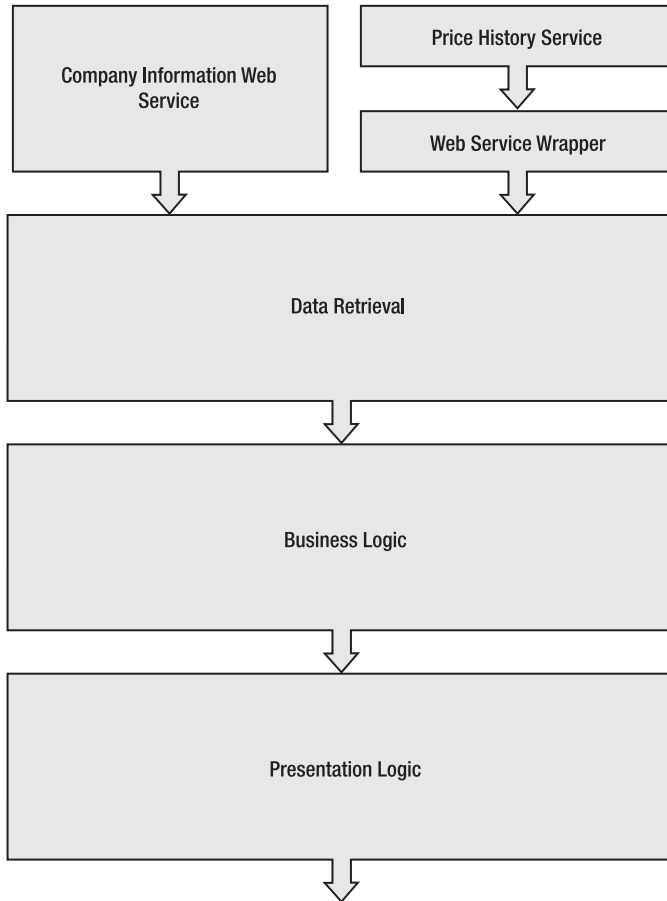 Company Information Web
Service
Price History Service
Web Service Wrapper
Data Retrieval
Business Logic
Presentation Logic